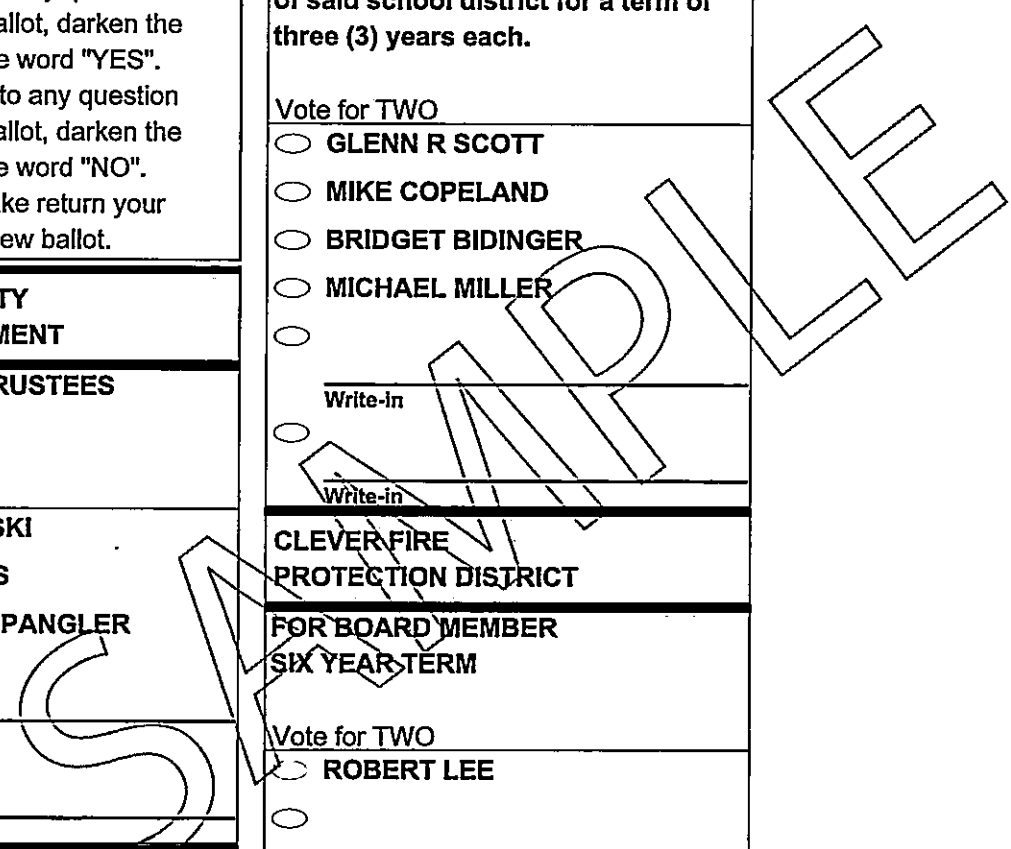 allot, darken the
e word "YES".
to any question
allot, darken the
e word "NO".
ke return your
ew ballot.
TY
MENT
RUSTEES
SKI
S
PANGLER
of said school district for a term of
three (3) years each.
Vote for TWO
GLENN R SCOTT
MIKE COPELAND
BRIDGET BIDINGER
MICHAEL MILLER
Write-in
Write-in
CLEVER FIRE
PROTECTION DISTRICT
FOR BOARD MEMBER
SIX YEAR TERM
Vote for TWO
ROBERT LEE
SAMPLE